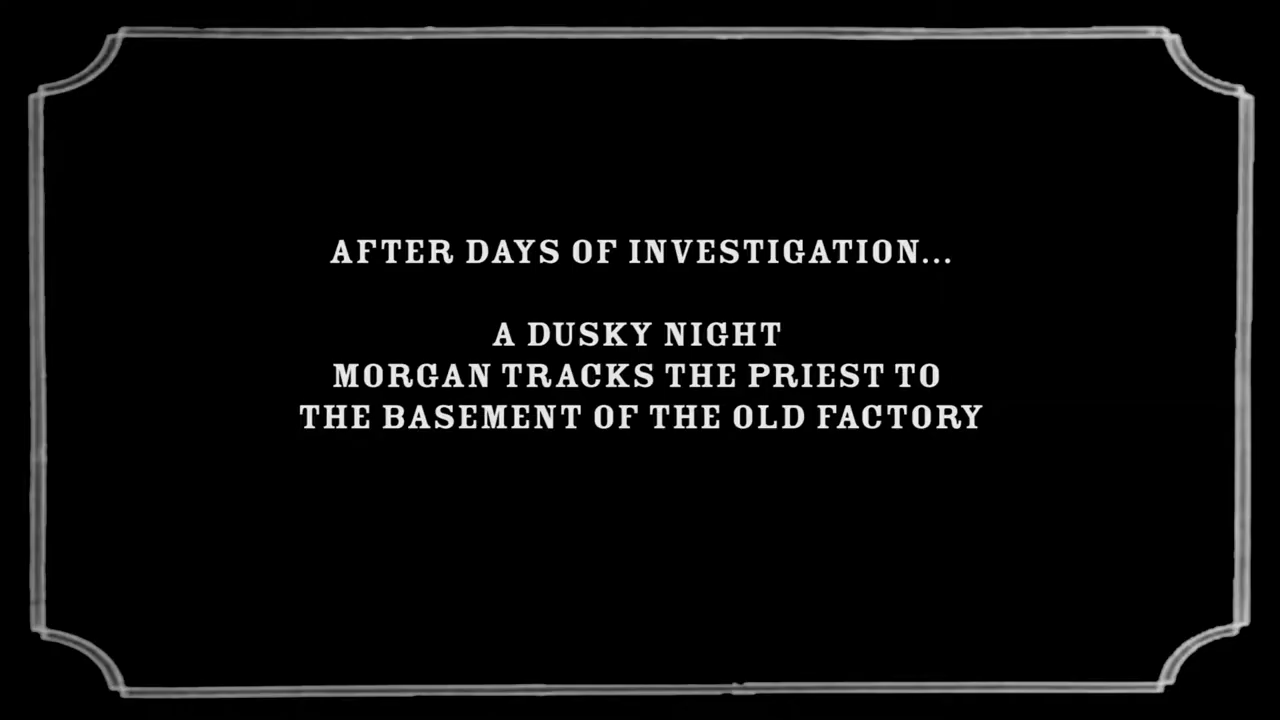 AFTER DAYS OF INVESTIGATION...
A DUSKY NIGHT
MORGAN TRACKS THE PRIEST TO
THE BASEMENT OF THE OLD FACTORY